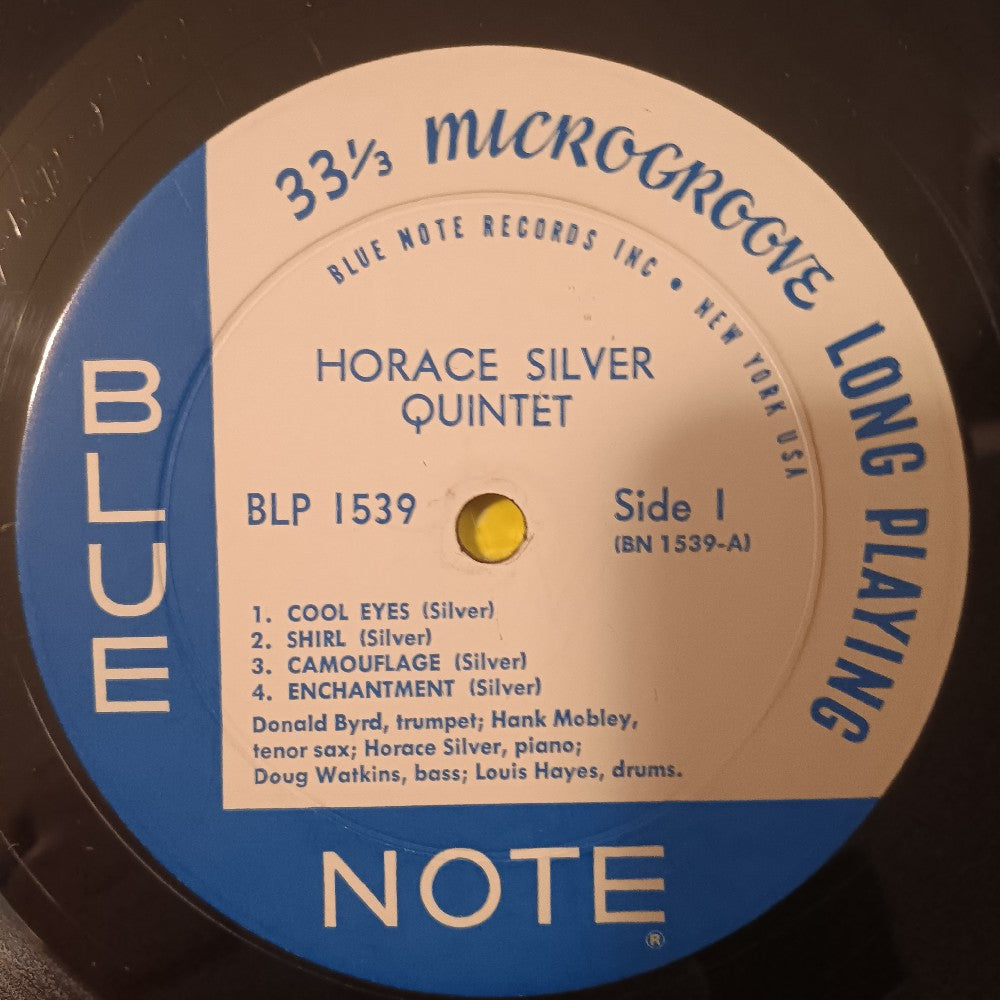 33⅓ MICROGROOVE LONG PLAYING
BLUE NOTE RECORDS INC • NEW YORK USA
HORACE SILVER
QUINTET
BLP 1539
Side 1
(BN 1539-A)
1. COOL EYES (Silver)
2. SHIRL (Silver)
3. CAMOUFLAGE (Silver)
4. ENCHANTMENT (Silver)
Donald Byrd, trumpet; Hank Mobley,
tenor sax; Horace Silver, piano;
Doug Watkins, bass; Louis Hayes, drums.
BLUE
NOTE
®